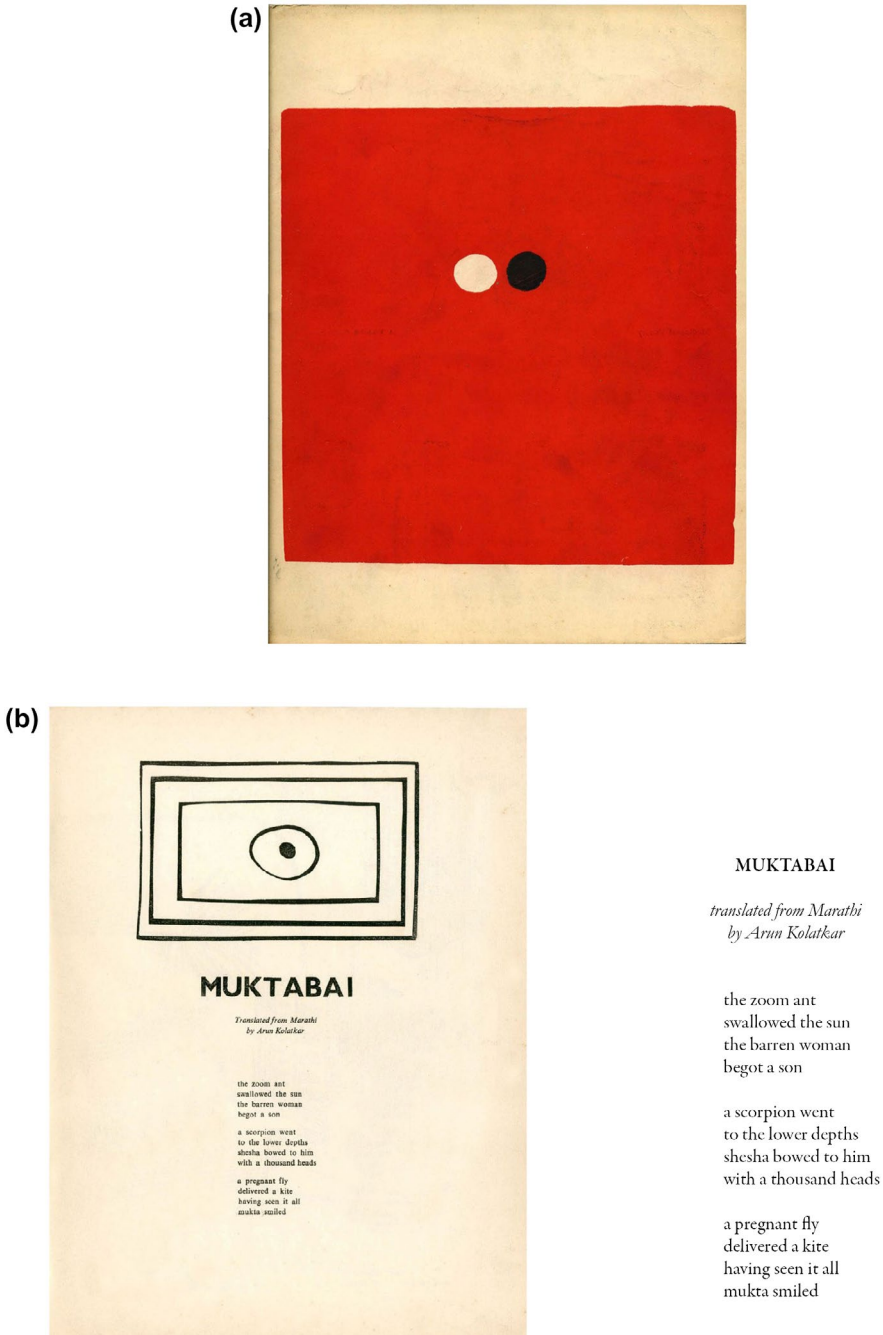 (a)
(b)
MUKTABAI
Translated from Marathi
by Arun Kolatkar
the zoom ant
swallowed the sun
the barren woman
begot a son
a scorpion went
to the lower depths
shesha bowed to him
with a thousand heads
a pregnant fly
delivered a kite
having seen it all
mukta smiled
MUKTABAI
translated from Marathi
by Arun Kolatkar
the zoom ant
swallowed the sun
the barren woman
begot a son
a scorpion went
to the lower depths
shesha bowed to him
with a thousand heads
a pregnant fly
delivered a kite
having seen it all
mukta smiled